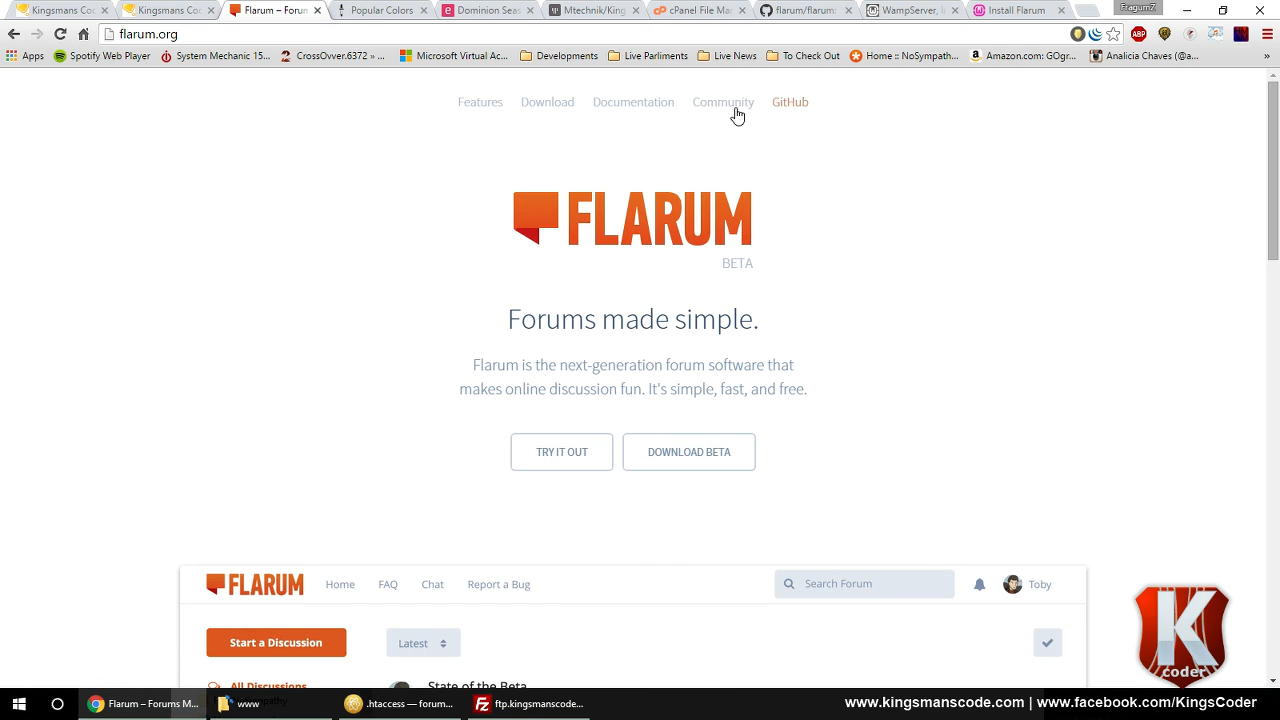 Kingsmans Co
Kingsmans Cod
Flarum – Forum
Popular Colors
Dominion Seas
Mtechnik/King
cPanel File Ma
flarum/flarum:
WampServer, In
Install Flarum
Fragum7
flarum.org
Apps
Spotify Web Player
System Mechanic 15...
CrossOvver.6372 » ...
Microsoft Virtual Ac...
Developments
Live Parliments
Live News
To Check Out
Home :: NoSympath...
Amazon.com: GOgr...
Analicia Chaves (@a...
»
Features
Download
Documentation
Community
GitHub
FLARUM
BETA
Forums made simple.
Flarum is the next-generation forum software that
makes online discussion fun. It's simple, fast, and free.
TRY IT OUT
DOWNLOAD BETA
FLARUM
Home
FAQ
Chat
Report a Bug
Search Forum
Toby
Start a Discussion
Latest
All Discussions
State of the Beta
K
coder
Flarum – Forums M...
www
.htaccess — forum...
ftp.kingsmanscode...
www.kingsmanscode.com | www.facebook.com/KingsCoder